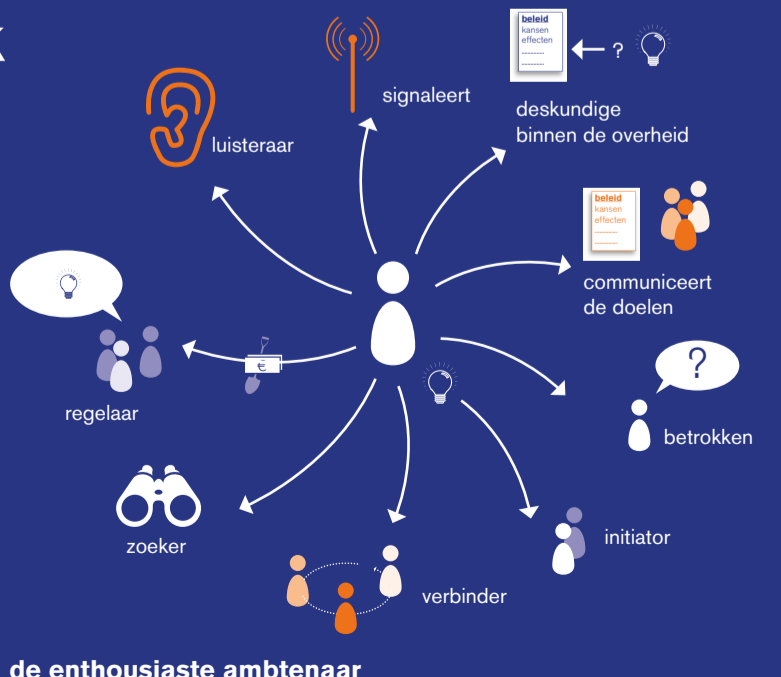 beleid
kansen
effecten
?
signaleert
deskundige
binnen de overheid
luisteraar
beleid
kansen
effecten
communiceert
de doelen
€
regelaar
?
betrokken
zoeker
initiator
verbinder
de enthousiaste ambtenaar